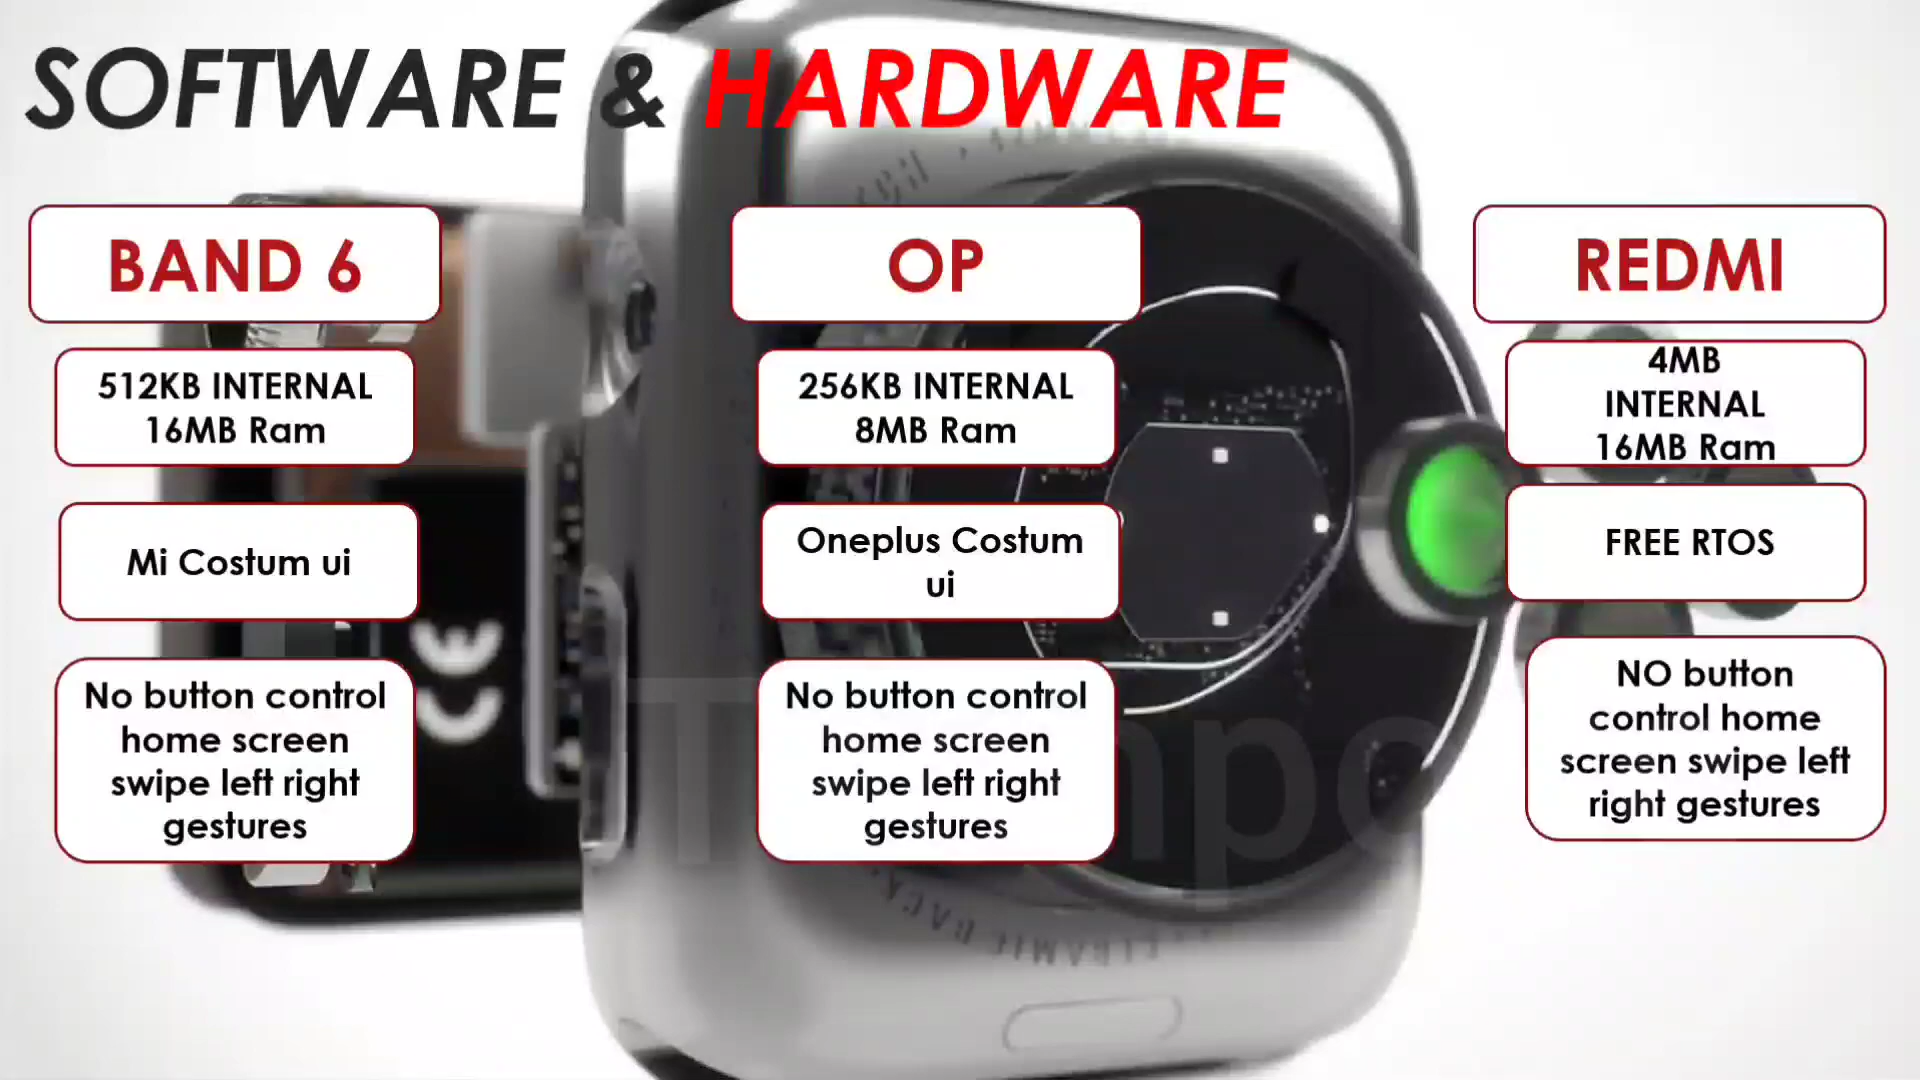 SOFTWARE & HARDWARE
BAND 6
OP
REDMI
512KB INTERNAL
16MB Ram
256KB INTERNAL
8MB Ram
4MB
INTERNAL
16MB Ram
Mi Costum ui
Oneplus Costum
ui
FREE RTOS
No button control
home screen
swipe left right
gestures
No button control
home screen
swipe left right
gestures
NO button
control home
screen swipe left
right gestures